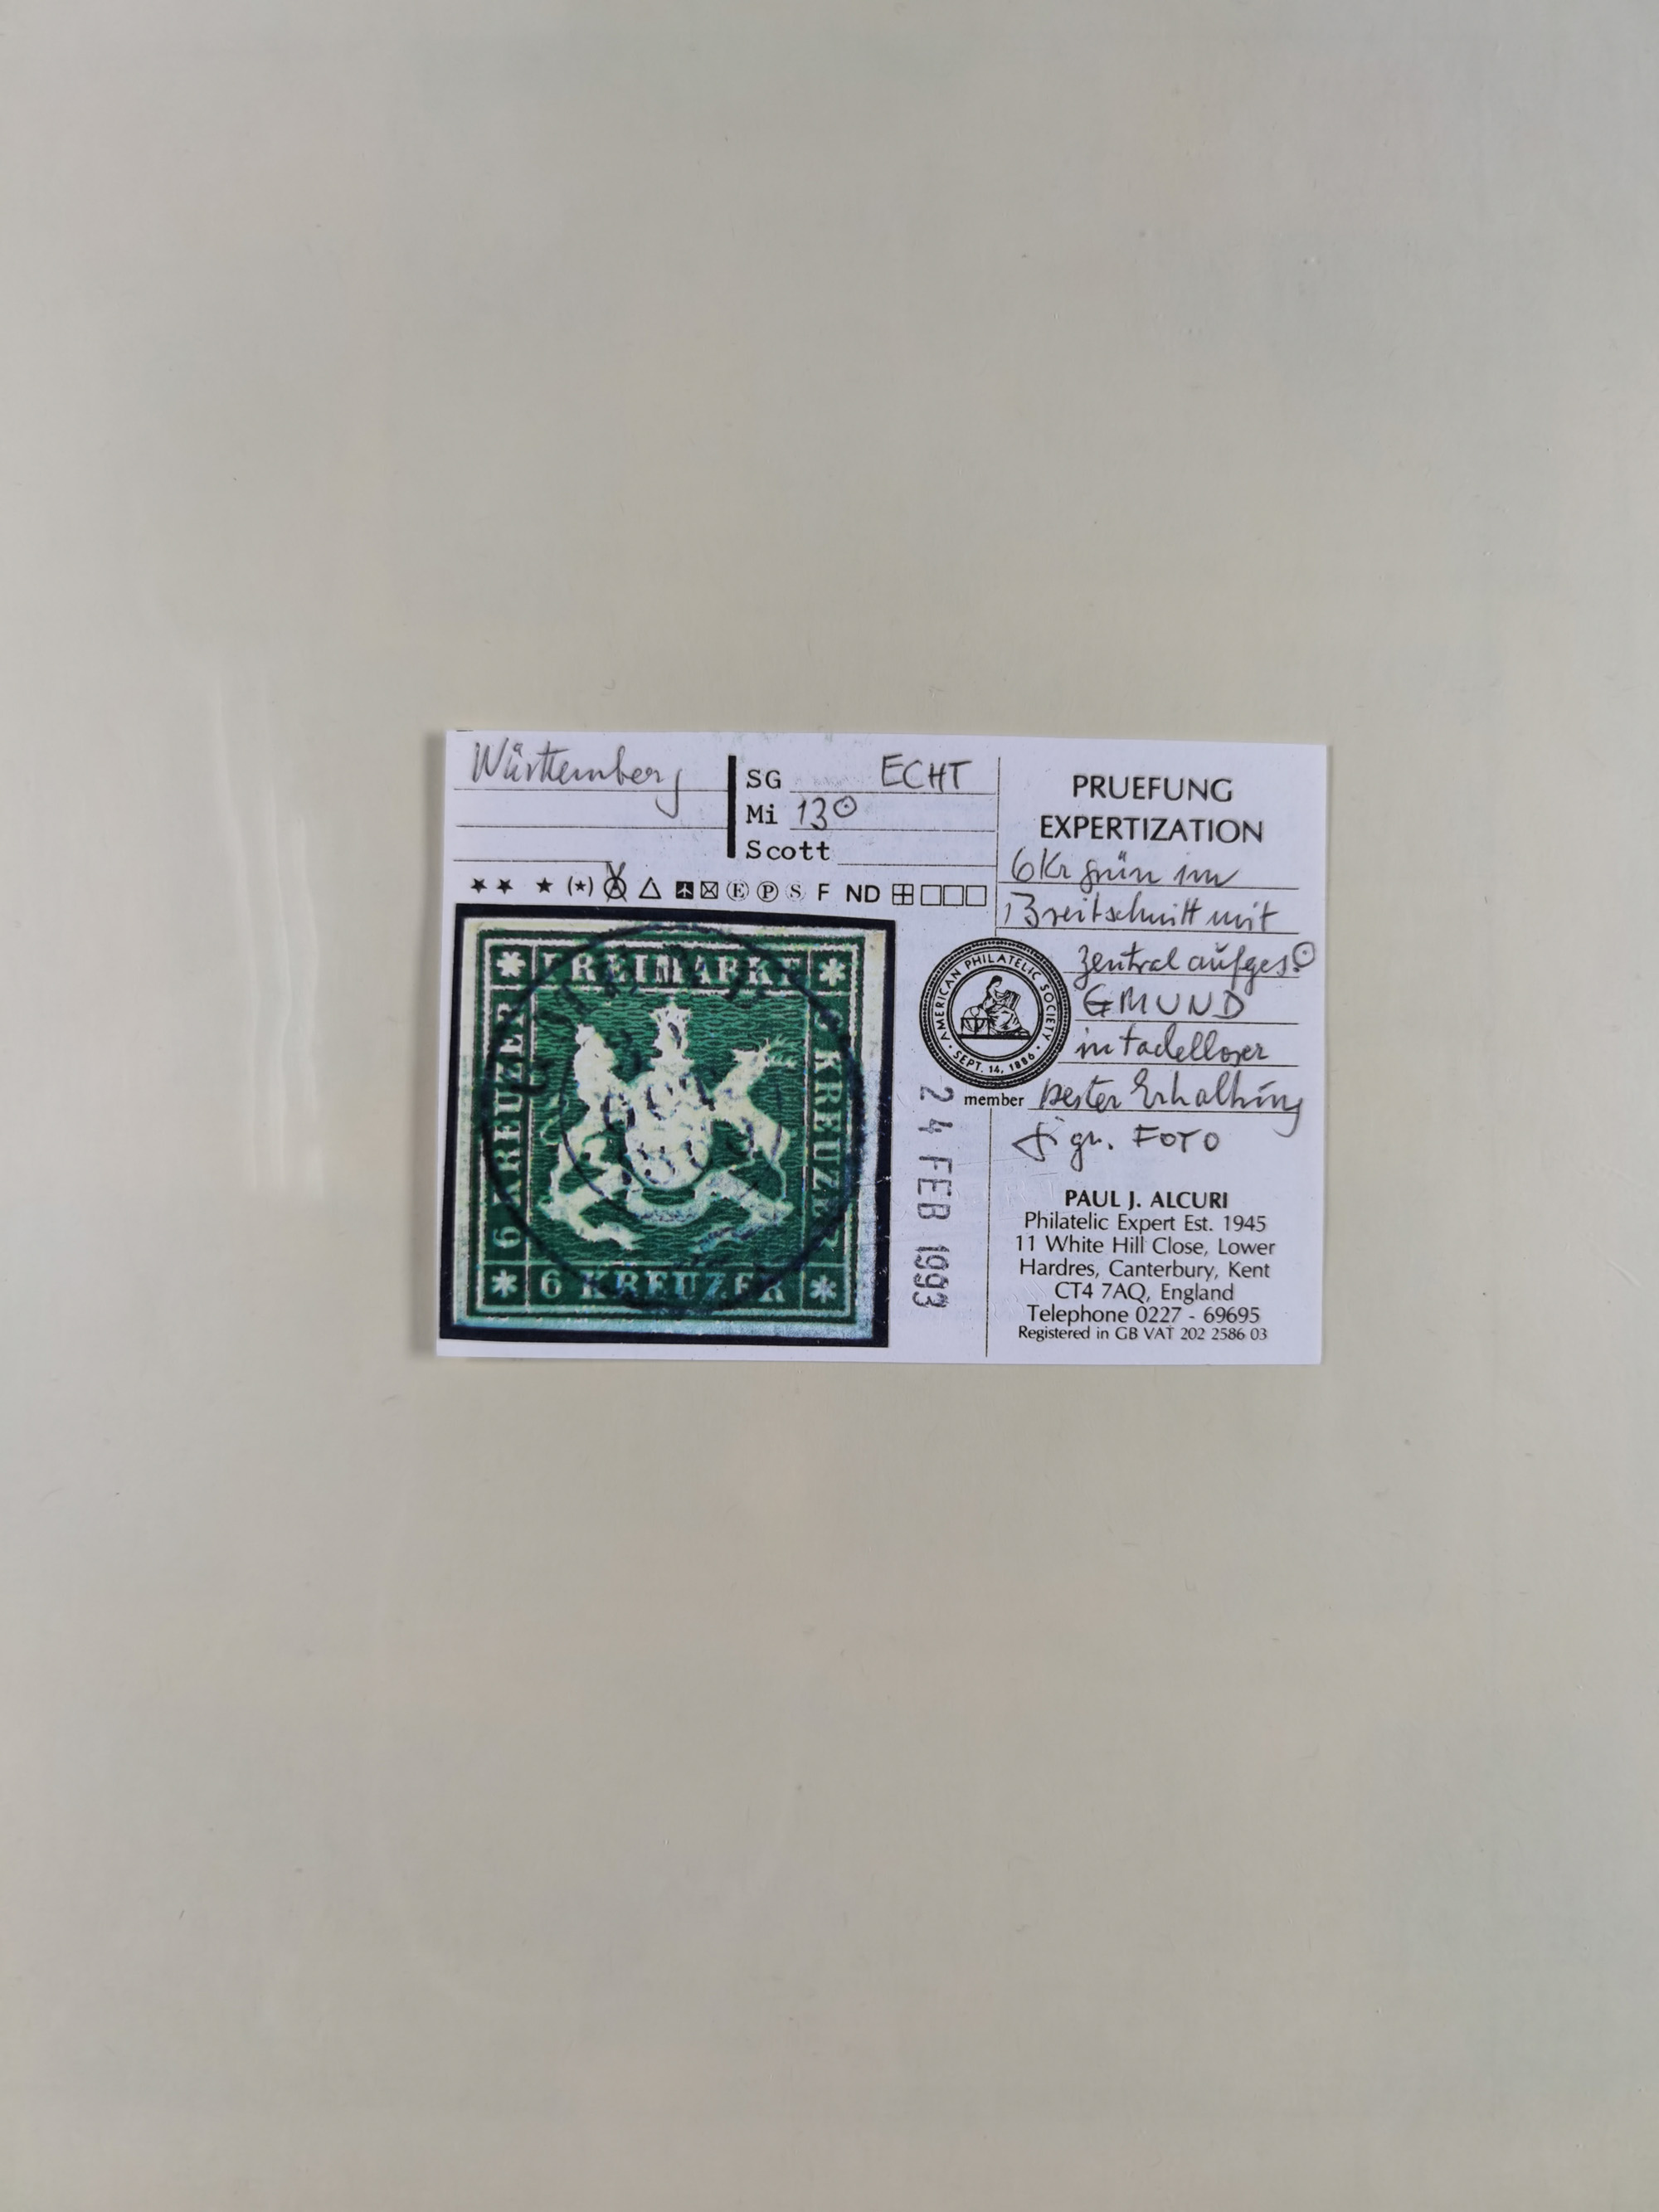 Württemberg
SG ECHT
Mi 13⊙
Scott
★★ ★ (★) △ Ⓔ Ⓟ Ⓢ F ND
FREIMARKE
6 KREUZER
KREUZER
6 KREUZER
24 FEB 1993
PRUEFUNG
EXPERTIZATION
6Kr grün im
Breitschnitt mit
zentral aufges. ⊙
GMUND
in tadelloser
bester Erhaltung
sign. FOTO
AMERICAN PHILATELIC SOCIETY
SEPT. 14, 1886
member
PAUL J. ALCURI
Philatelic Expert Est. 1945
11 White Hill Close, Lower
Hardres, Canterbury, Kent
CT4 7AQ, England
Telephone 0227 - 69695
Registered in GB VAT 202 2586 03